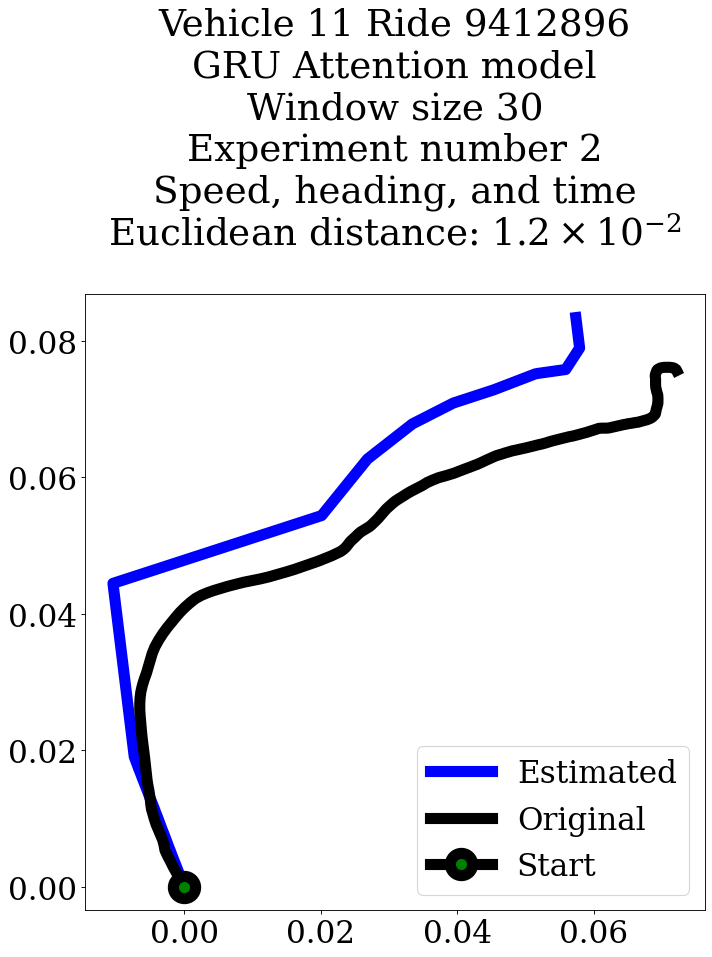 Vehicle 11 Ride 9412896
GRU Attention model
Window size 30
Experiment number 2
Speed, heading, and time
Euclidean distance: 1.2 × 10⁻²
0.08
0.06
0.04
0.02
0.00
Estimated
Original
Start
0.00 0.02 0.04 0.06